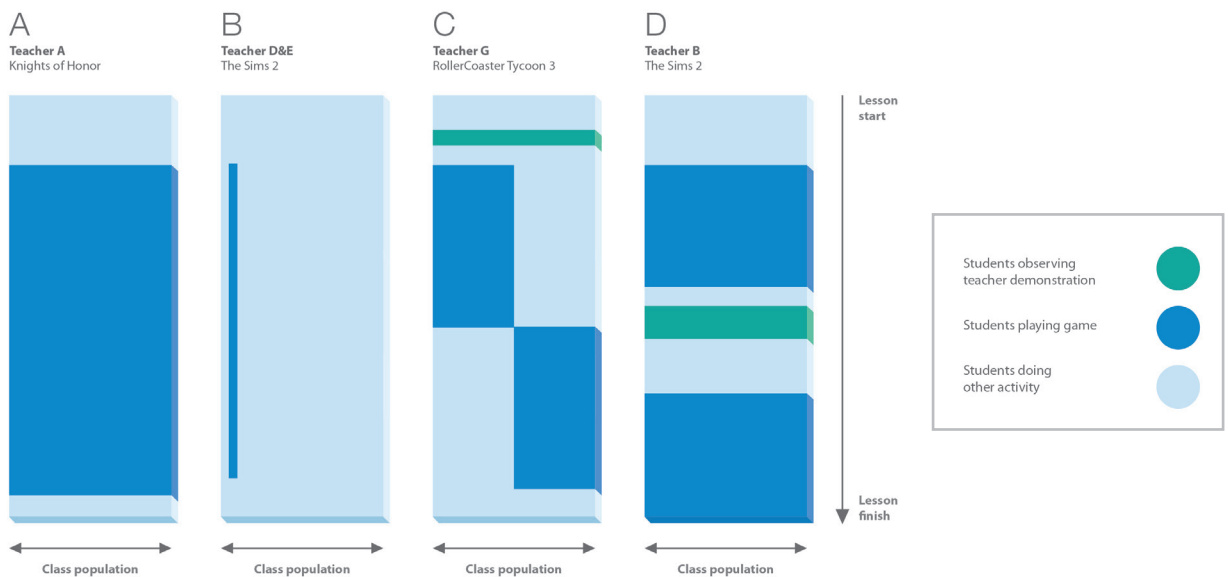 A
Teacher A
Knights of Honor
B
Teacher D&E
The Sims 2
C
Teacher G
RollerCoaster Tycoon 3
D
Teacher B
The Sims 2
Lesson
start
Students observing
teacher demonstration
Students playing game
Students doing
other activity
Lesson
finish
Class population
Class population
Class population
Class population